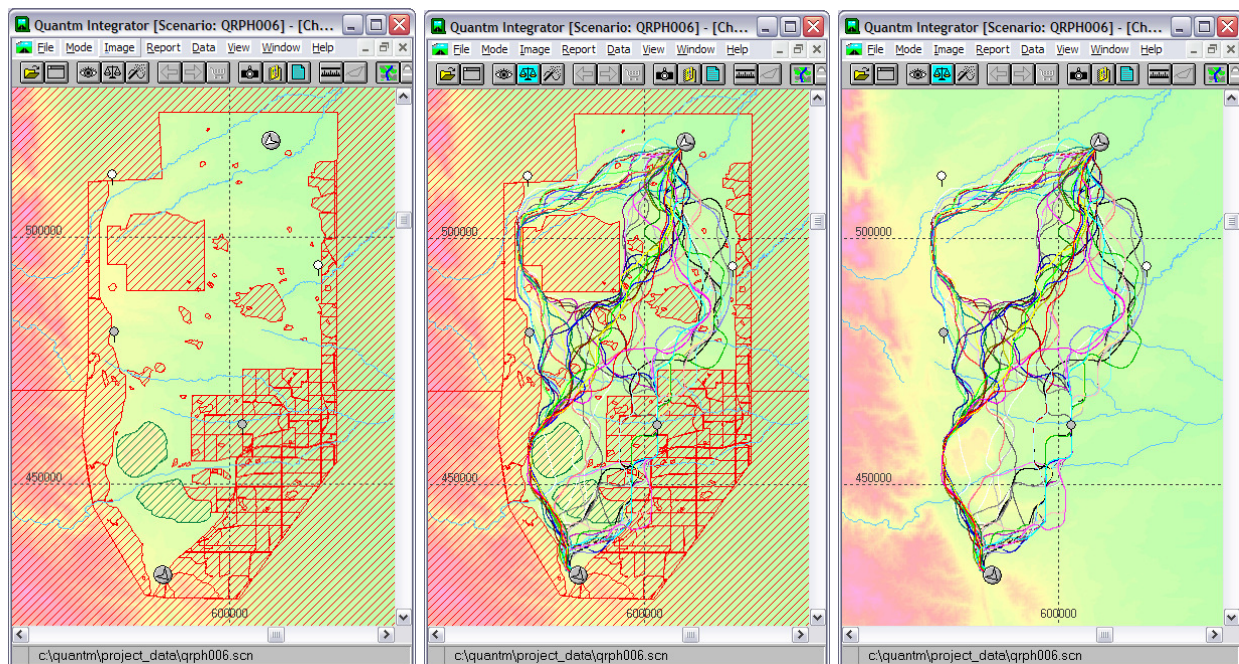 Quantm Integrator [Scenario: QRPH006] - [Ch...
File Mode Image Report Data View Window Help
500000
450000
600000
c:\quantm\project_data\qrph006.scn
Quantm Integrator [Scenario: QRPH006] - [Ch...
File Mode Image Report Data View Window Help
500000
450000
600000
c:\quantm\project_data\qrph006.scn
Quantm Integrator [Scenario: QRPH006] - [Ch...
File Mode Image Report Data View Window Help
500000
450000
600000
c:\quantm\project_data\qrph006.scn